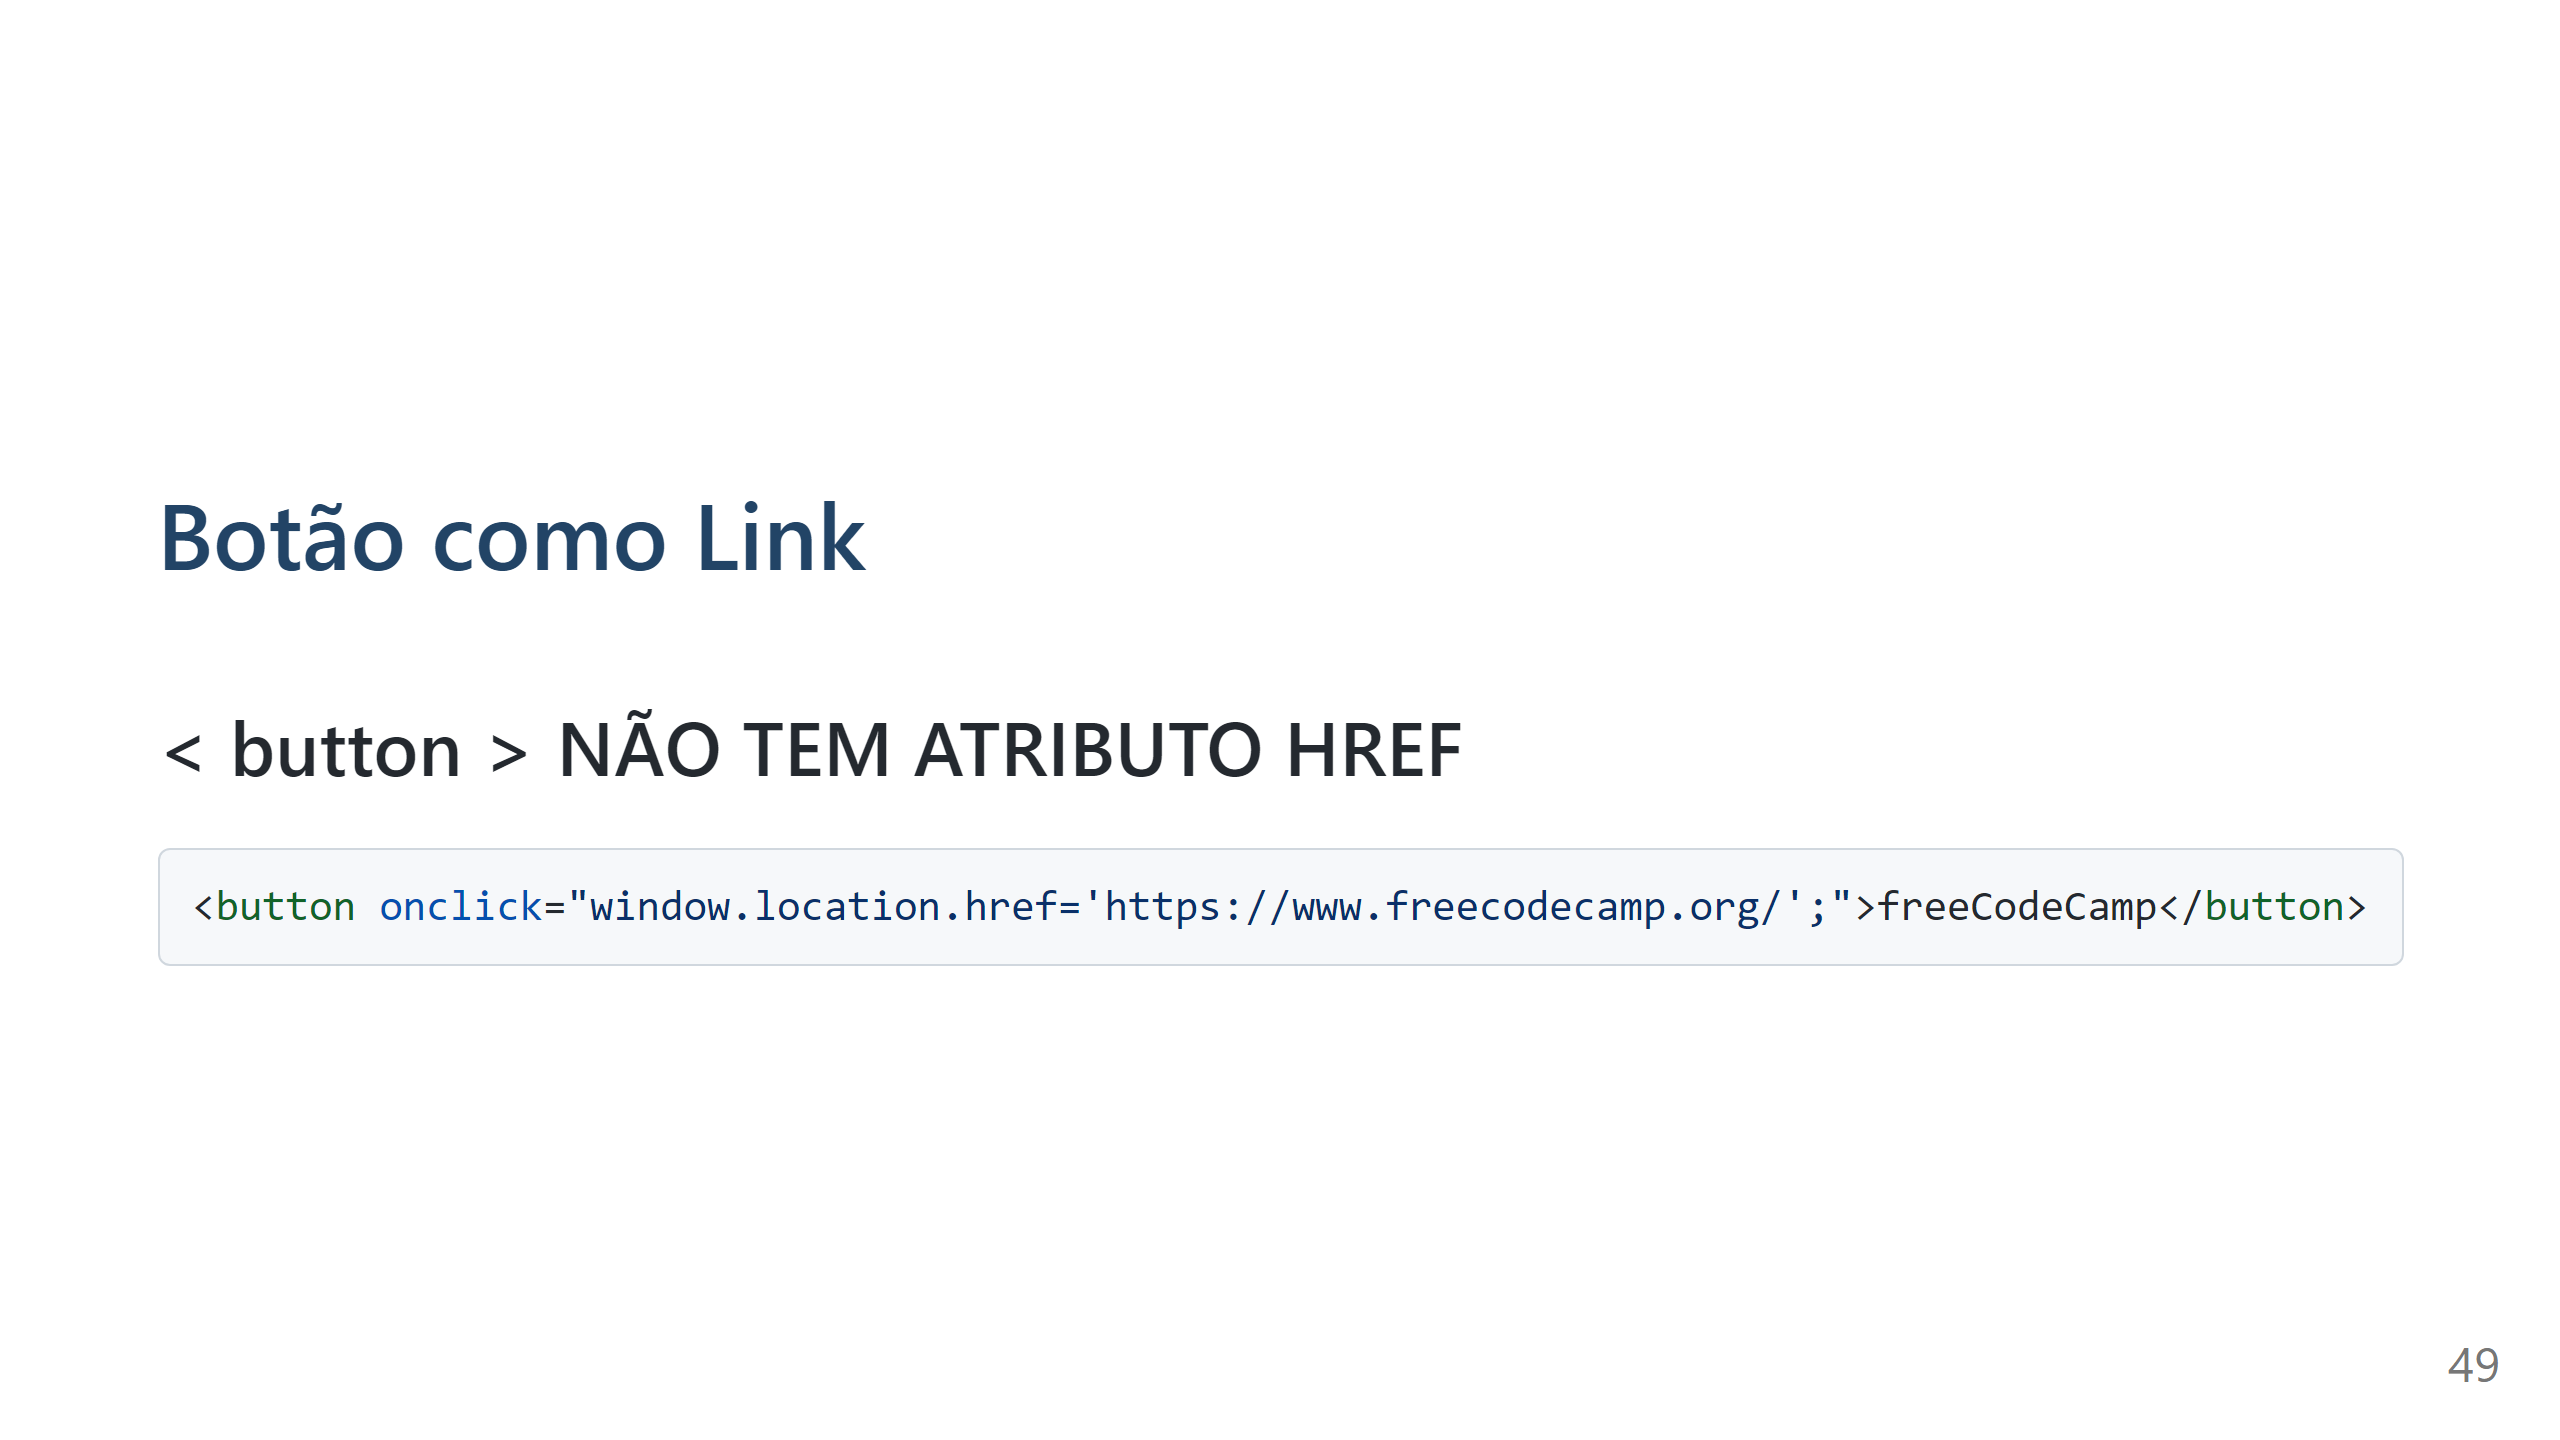 Botão como Link
< button > NÃO TEM ATRIBUTO HREF
<button onclick="window.location.href='https://www.freecodecamp.org/';">freeCodeCamp</button>
49